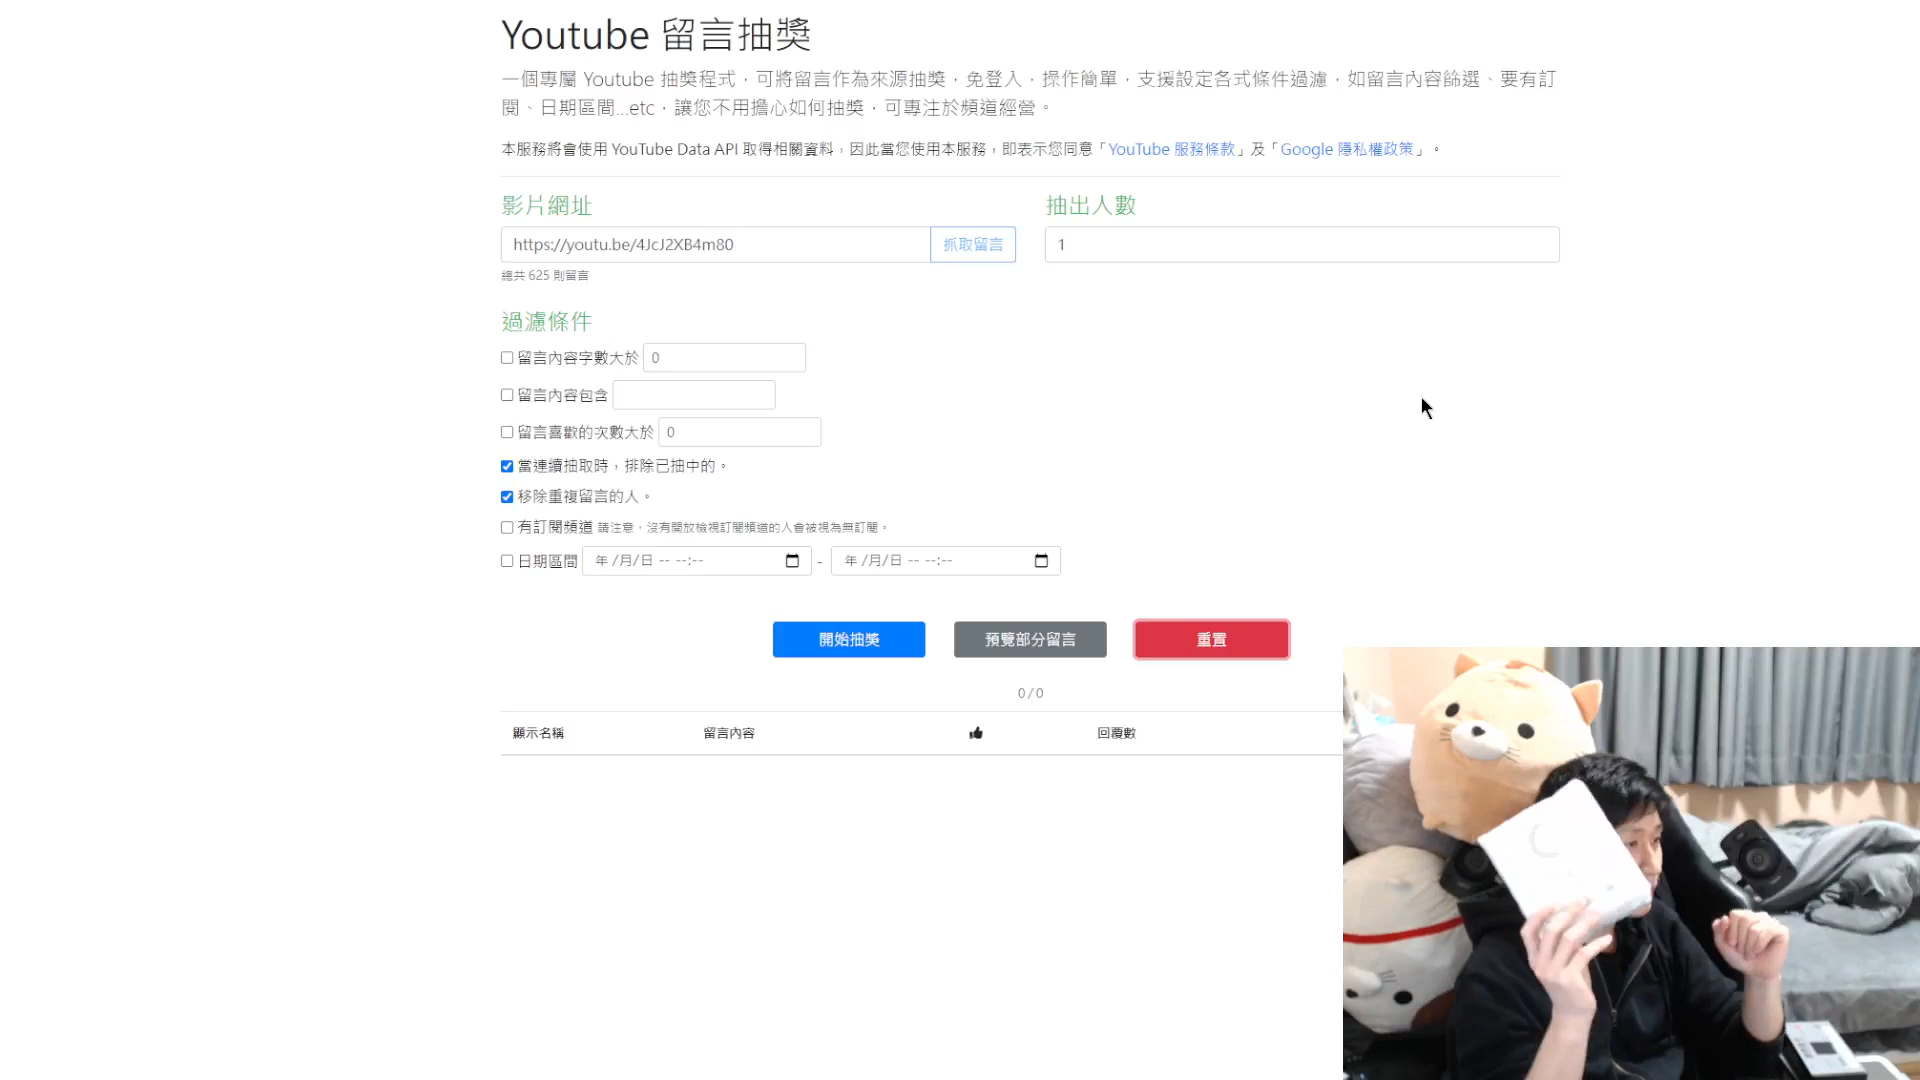 Youtube 留言抽獎
一個專屬 Youtube 抽獎程式，可將留言作為來源抽獎，免登入，操作簡單，支援設定各式條件過濾，如留言內容篩選、要有訂
閱、日期區間...etc，讓您不用擔心如何抽獎，可專注於頻道經營。
本服務將會使用 YouTube Data API 取得相關資料，因此當您使用本服務，即表示您同意「YouTube 服務條款」及「Google 隱私權政策」。
影片網址
抽出人數
https://youtu.be/4JcJ2XB4m80
抓取留言
1
總共 625 則留言
過濾條件
留言內容字數大於 0
留言內容包含
留言喜歡的次數大於 0
當連續抽取時，排除已抽中的。
移除重複留言的人。
有訂閱頻道 請注意，沒有開放檢視訂閱頻道的人會被視為無訂閱。
日期區間 年 /月/日 -- --:-- - 年 /月/日 -- --:--
開始抽獎 預覽部分留言 重置
0 / 0
顯示名稱 留言內容 回覆數